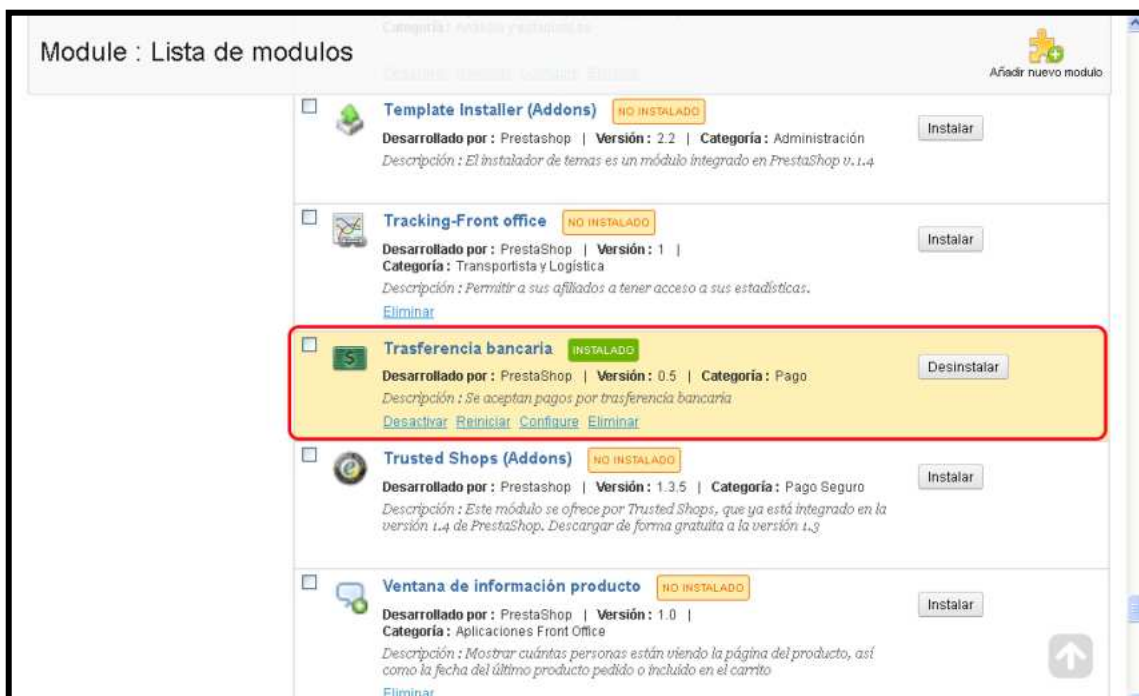 Module : Lista de modulos
Añadir nuevo modulo
Template Installer (Addons) NO INSTALADO
Instalar
Desarrollado por : Prestashop | Versión : 2.2 | Categoría : Administración
Descripción : El instalador de temas es un módulo integrado en PrestaShop v.1.4
Tracking-Front office NO INSTALADO
Instalar
Desarrollado por : PrestaShop | Versión : 1 |
Categoría : Transportista y Logística
Descripción : Permitir a sus afiliados a tener acceso a sus estadísticas.
Eliminar
Trasferencia bancaria INSTALADO
Desinstalar
Desarrollado por : PrestaShop | Versión : 0.5 | Categoría : Pago
Descripción : Se aceptan pagos por trasferencia bancaria
Desactivar Reiniciar Configure Eliminar
Trusted Shops (Addons) NO INSTALADO
Instalar
Desarrollado por : Prestashop | Versión : 1.3.5 | Categoría : Pago Seguro
Descripción : Este módulo se ofrece por Trusted Shops, que ya está integrado en la
versión 1.4 de PrestaShop. Descargar de forma gratuita a la versión 1.3
Ventana de información producto NO INSTALADO
Instalar
Desarrollado por : PrestaShop | Versión : 1.0 |
Categoría : Aplicaciones Front Office
Descripción : Mostrar cuántas personas están viendo la página del producto, así
como la fecha del último producto pedido o incluido en el carrito
Eliminar